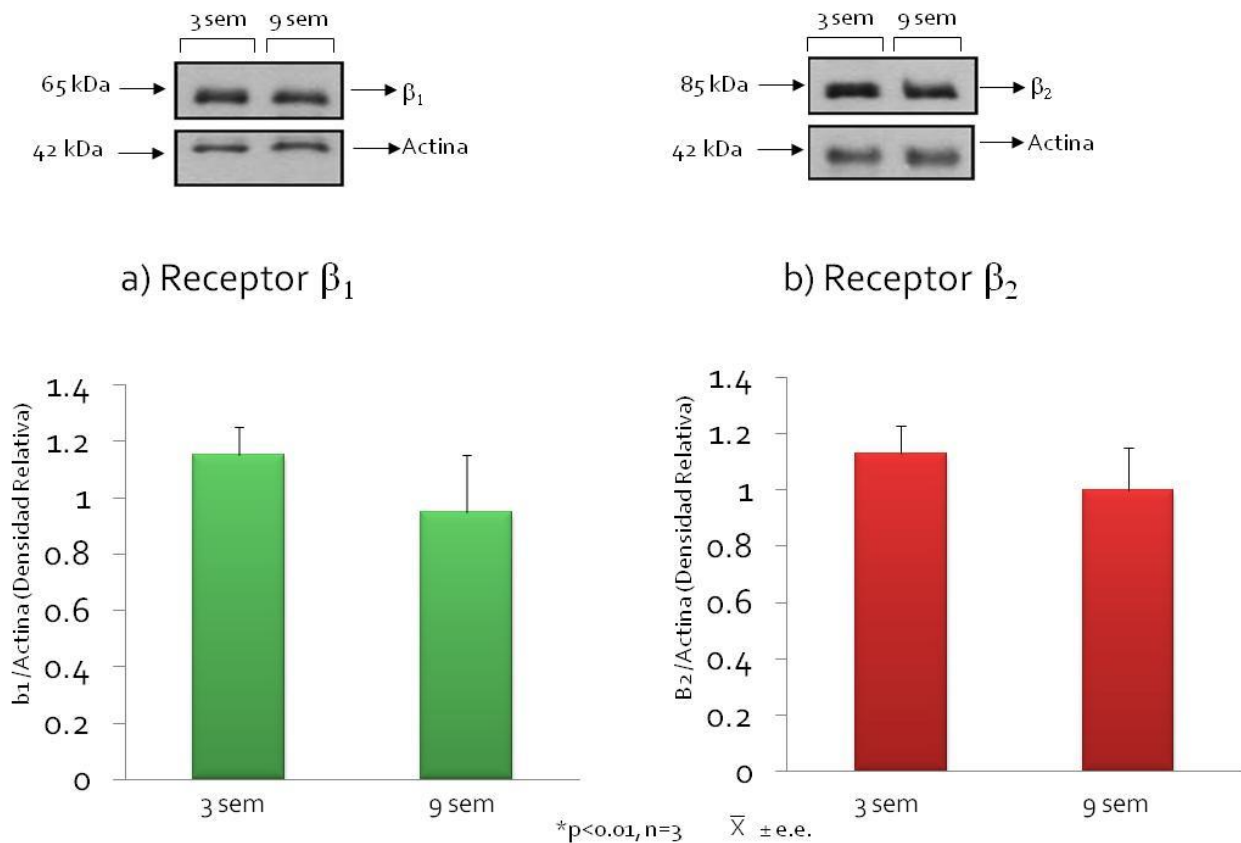 3 sem 9 sem
65 kDa β₁
42 kDa Actina
a) Receptor β₁
3 sem 9 sem
85 kDa β₂
42 kDa Actina
b) Receptor β₂
b1/Actina (Densidad Relativa)
1.4
1.2
1
0.8
0.6
0.4
0.2
0
3 sem 9 sem
B2/Actina (Densidad Relativa)
1.4
1.2
1
0.8
0.6
0.4
0.2
0
3 sem 9 sem
*p<0.01, n=3 X̅ ± e.e.